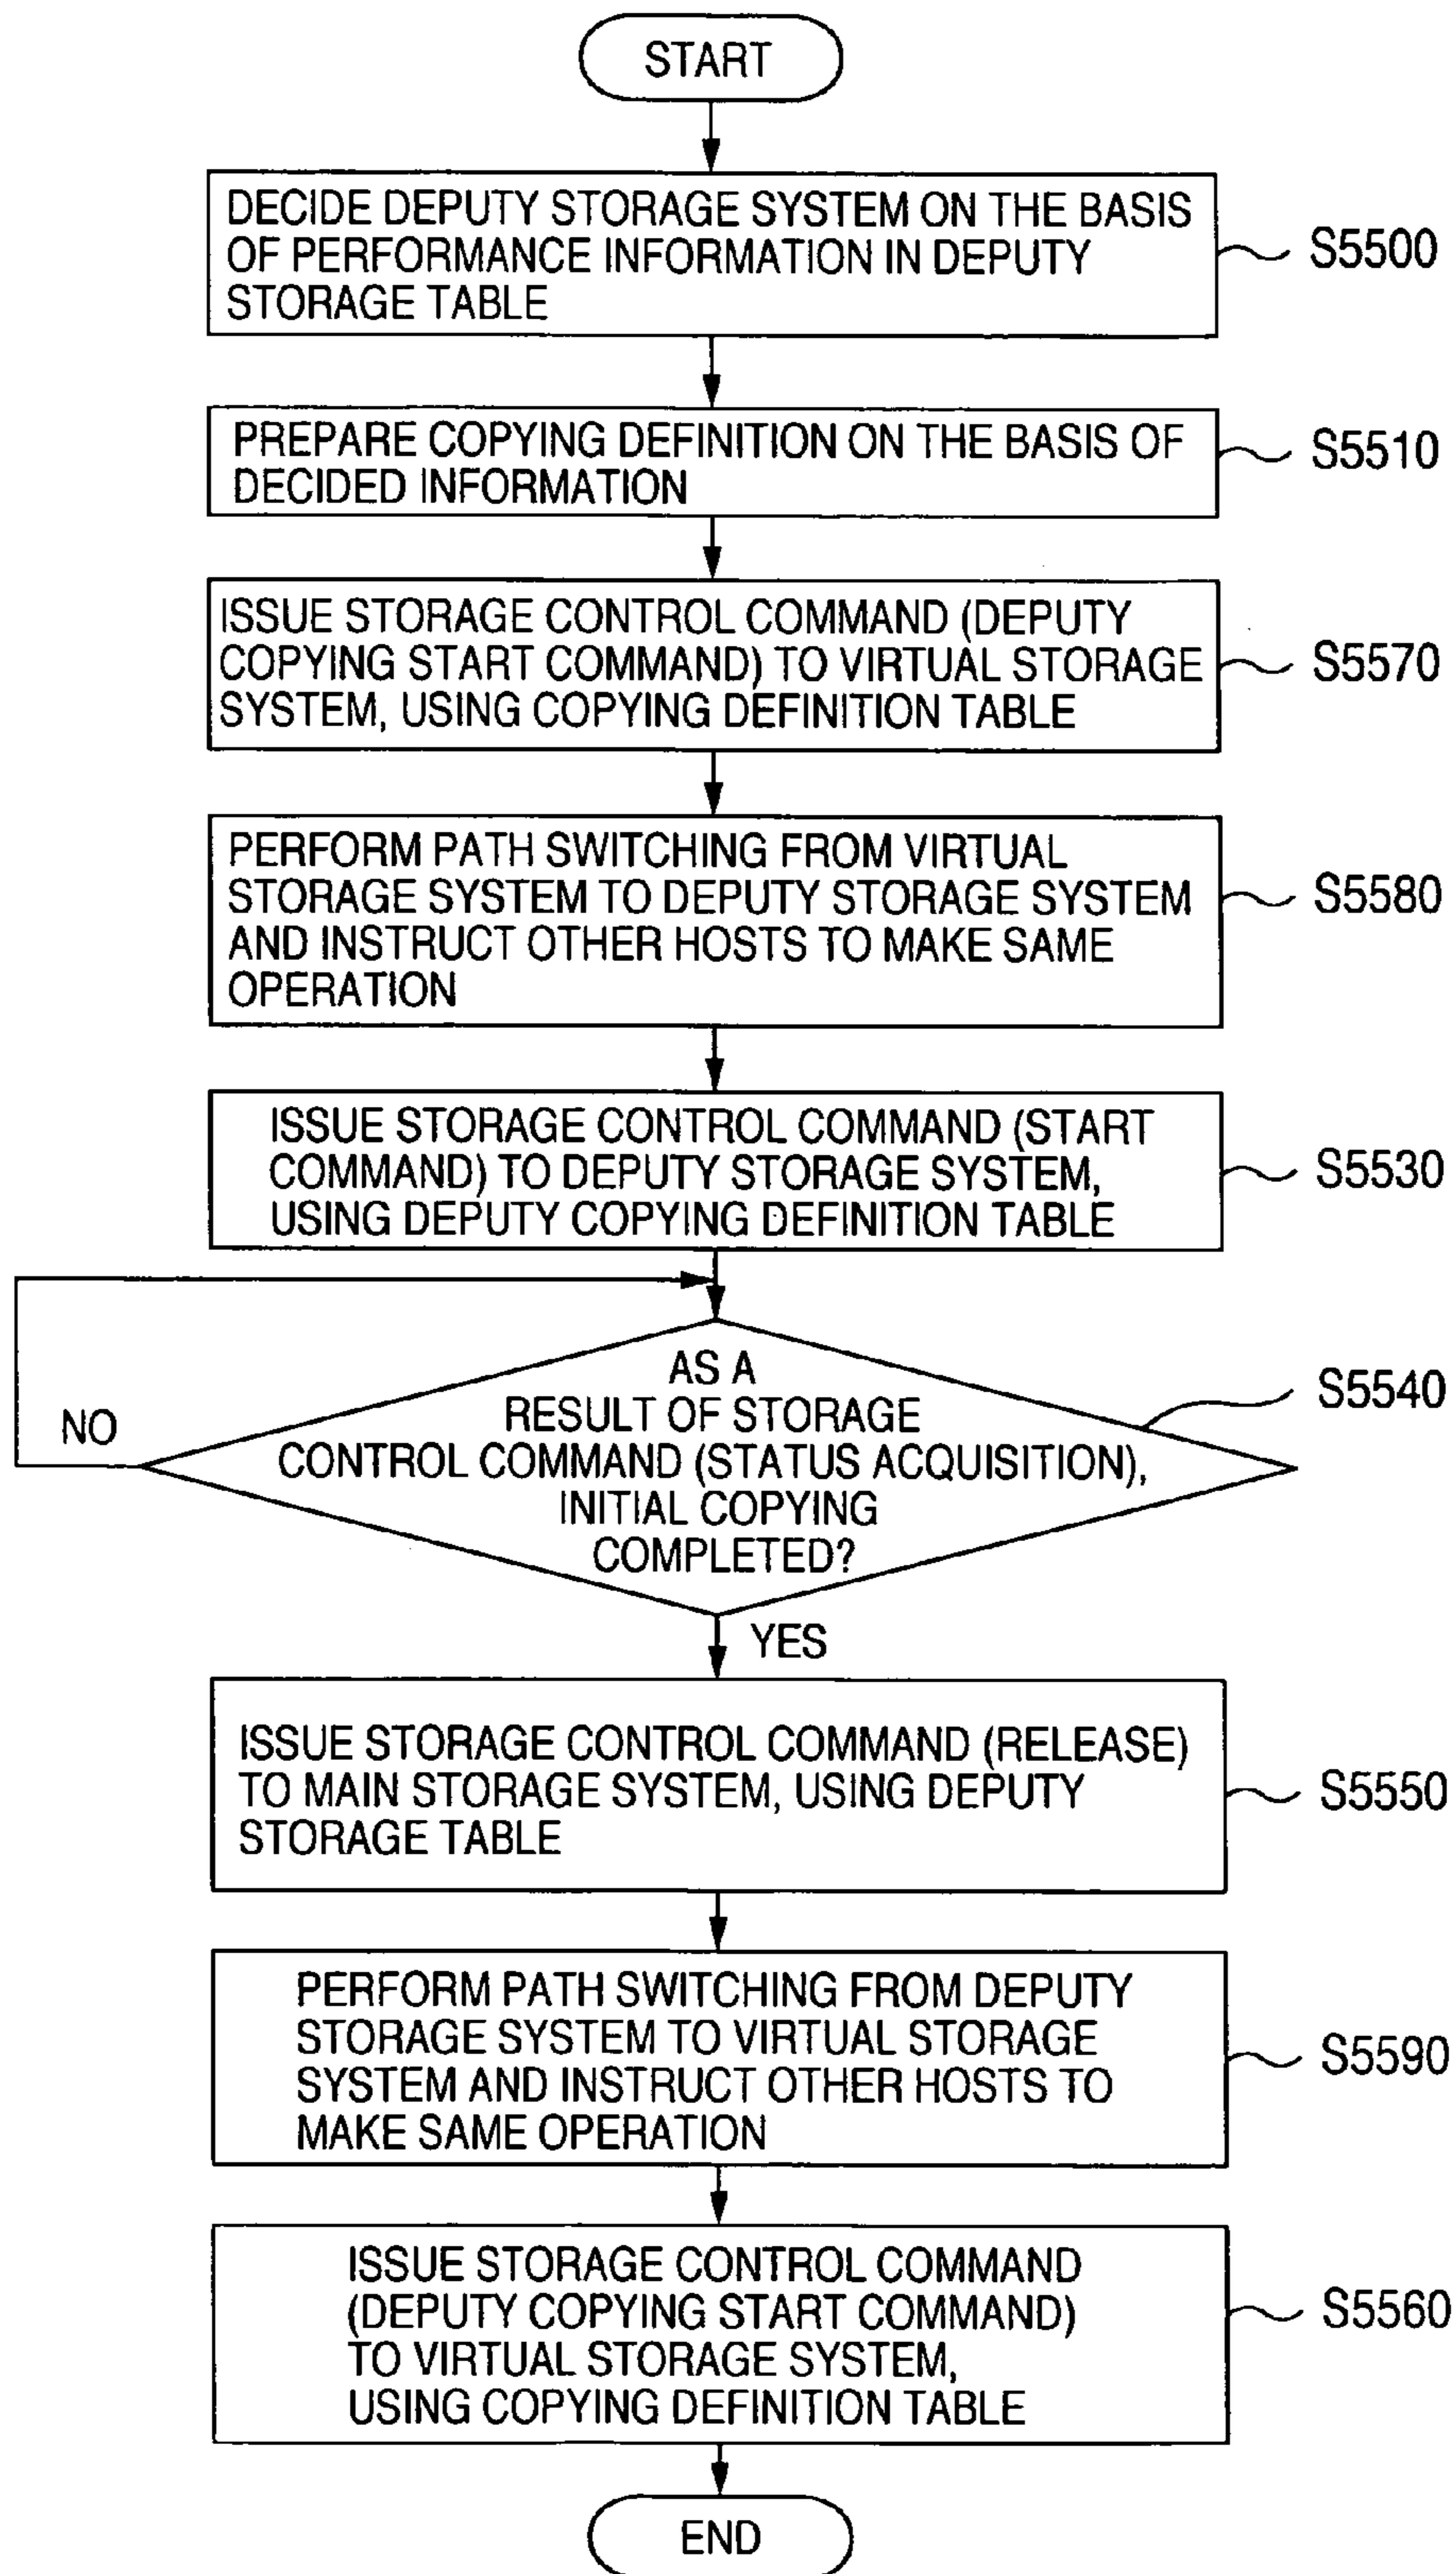 START
DECIDE DEPUTY STORAGE SYSTEM ON THE BASIS
OF PERFORMANCE INFORMATION IN DEPUTY
STORAGE TABLE
S5500
PREPARE COPYING DEFINITION ON THE BASIS OF
DECIDED INFORMATION
S5510
ISSUE STORAGE CONTROL COMMAND (DEPUTY
COPYING START COMMAND) TO VIRTUAL STORAGE
SYSTEM, USING COPYING DEFINITION TABLE
S5570
PERFORM PATH SWITCHING FROM VIRTUAL
STORAGE SYSTEM TO DEPUTY STORAGE SYSTEM
AND INSTRUCT OTHER HOSTS TO MAKE SAME
OPERATION
S5580
ISSUE STORAGE CONTROL COMMAND (START
COMMAND) TO DEPUTY STORAGE SYSTEM,
USING DEPUTY COPYING DEFINITION TABLE
S5530
AS A
RESULT OF STORAGE
CONTROL COMMAND (STATUS ACQUISITION),
INITIAL COPYING
COMPLETED?
S5540
NO
YES
ISSUE STORAGE CONTROL COMMAND (RELEASE)
TO MAIN STORAGE SYSTEM, USING DEPUTY
STORAGE TABLE
S5550
PERFORM PATH SWITCHING FROM DEPUTY
STORAGE SYSTEM TO VIRTUAL STORAGE
SYSTEM AND INSTRUCT OTHER HOSTS TO
MAKE SAME OPERATION
S5590
ISSUE STORAGE CONTROL COMMAND
(DEPUTY COPYING START COMMAND)
TO VIRTUAL STORAGE SYSTEM,
USING COPYING DEFINITION TABLE
S5560
END